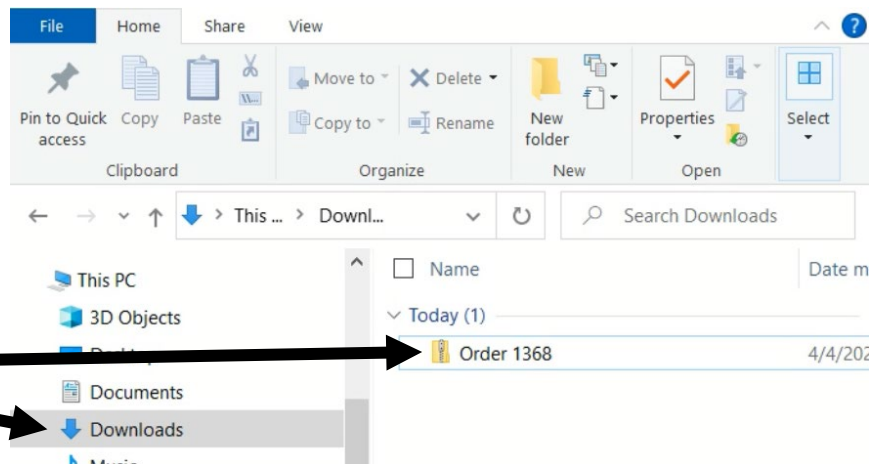 File Home Share View
Pin to Quick access Copy Paste
Move to Delete
Copy to Rename
New folder
Properties
Select
Clipboard Organize New Open
This ... > Downl...
Search Downloads
This PC
3D Objects
Documents
Downloads
Music
Name Date m
Today (1)
Order 1368 4/4/202